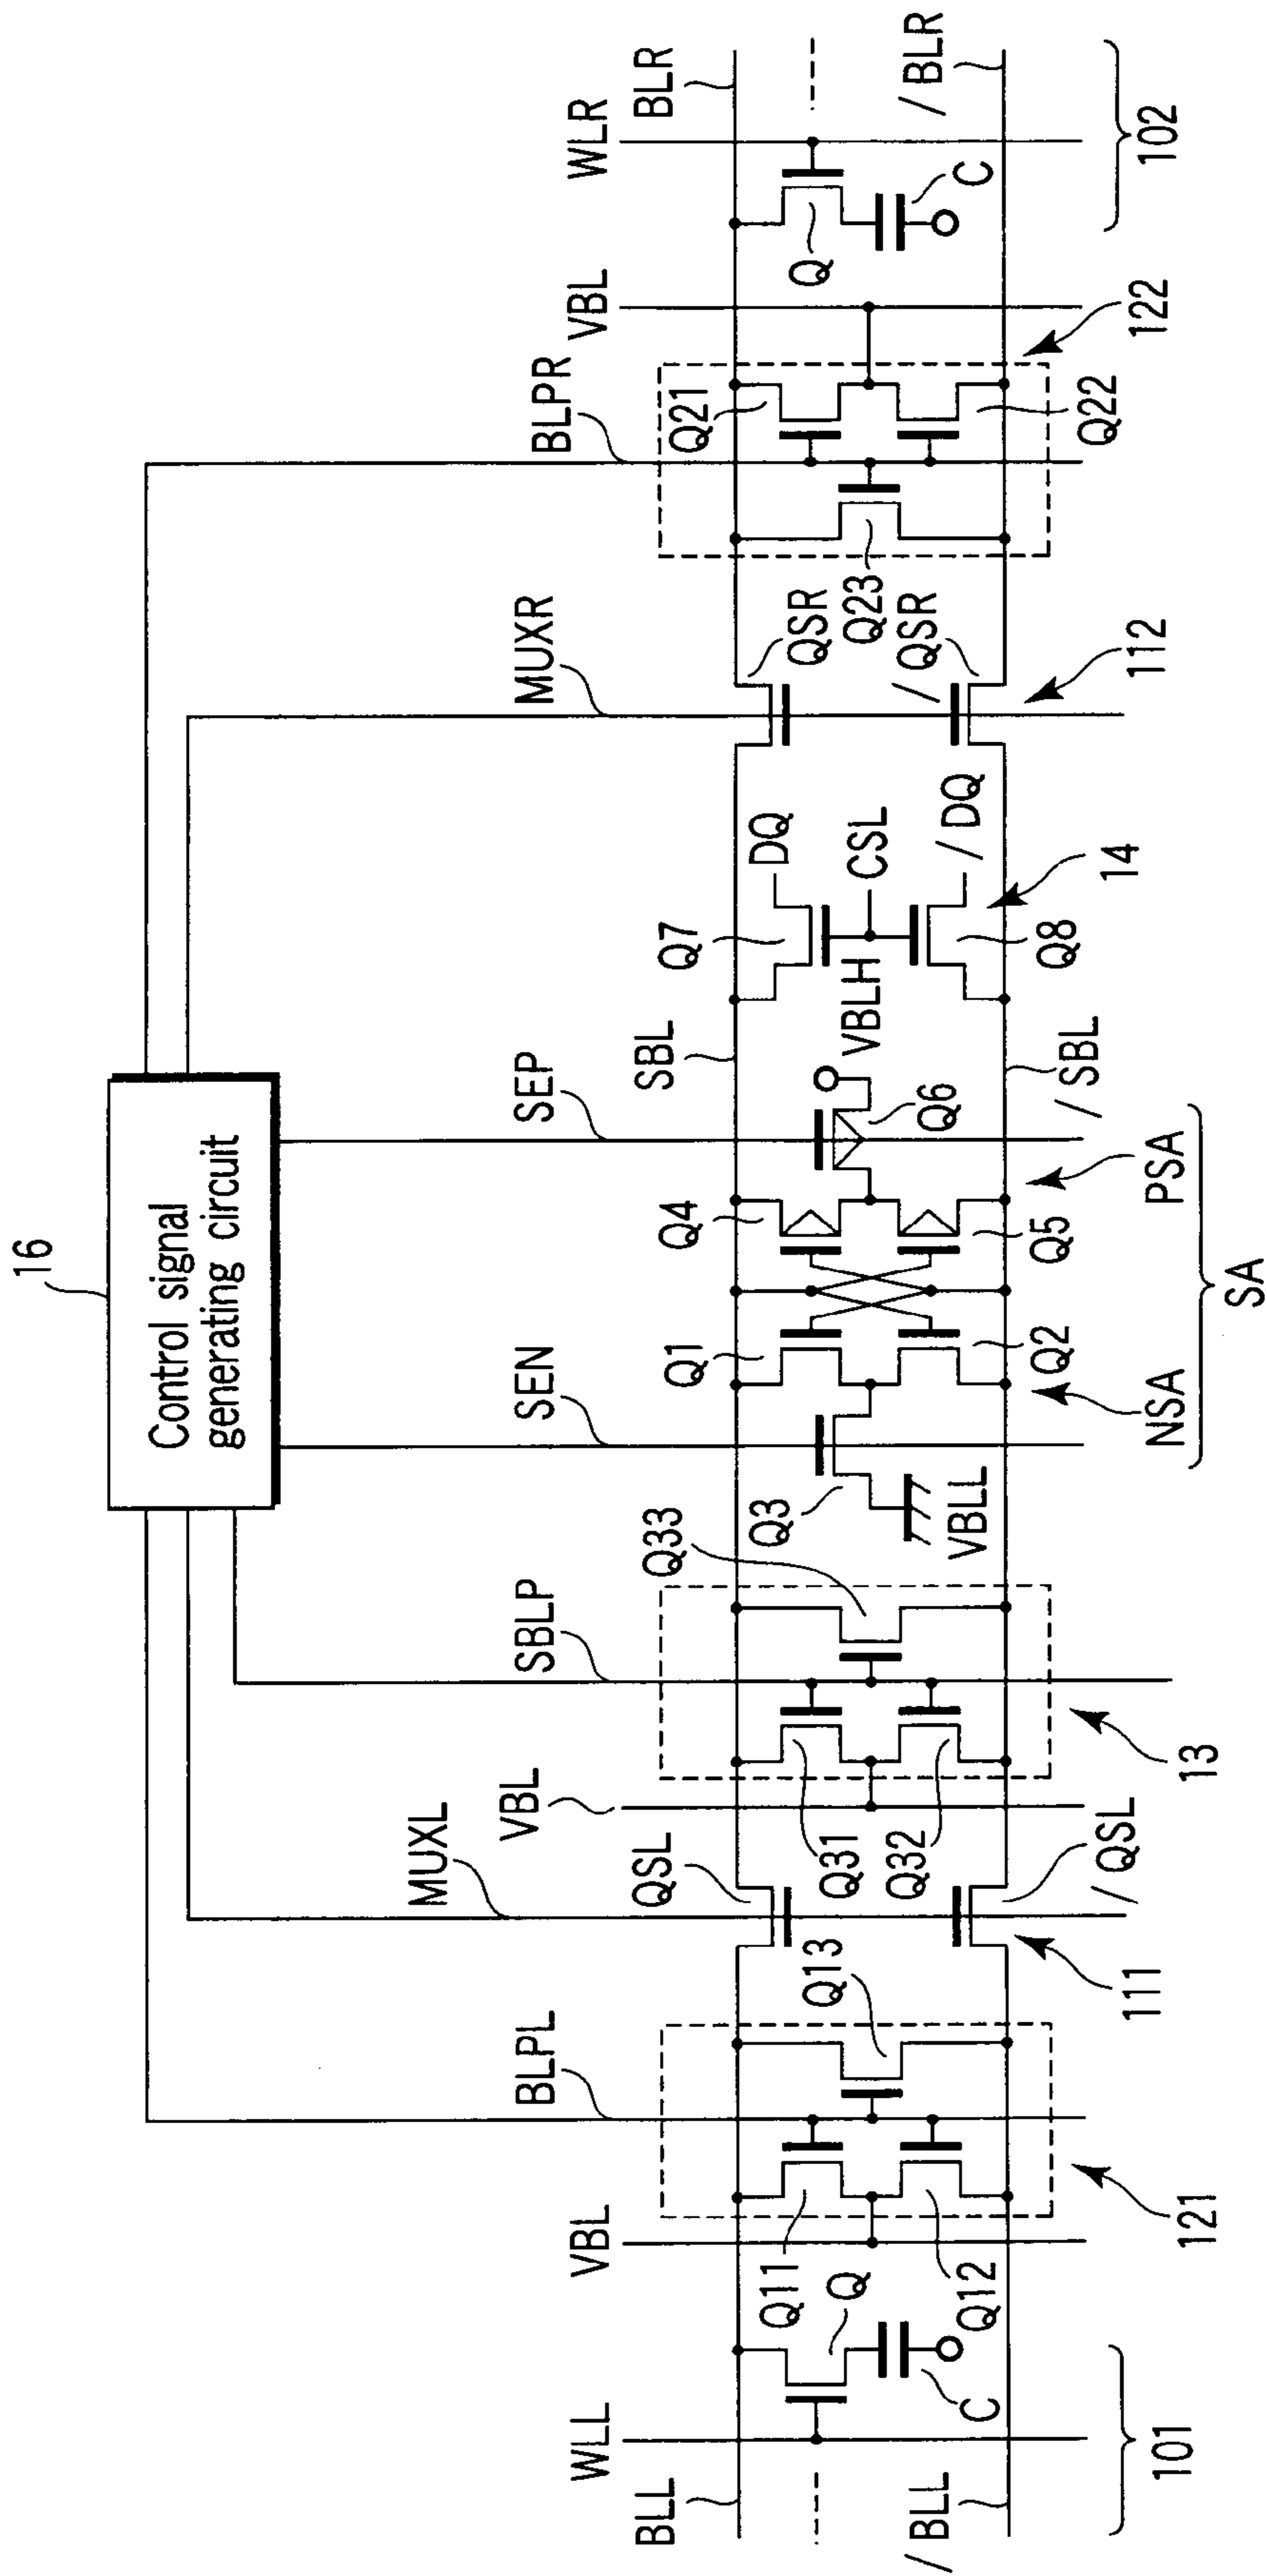 16
Control signal
generating circuit
BLPL
MUXL
SBLP
SEN
SEP
MUXR
BLPR
WLL
VBL
VBL
VBL
WLR
BLL
QSL
Q33
Q1
Q4
SBL
Q7
DQ
QSR
Q21
BLR
Q11
Q
Q13
Q31
Q3
VBLH
CSL
Q23
Q
C
Q12
Q32
VBLL
Q6
C
/BLL
/QSL
Q2
Q5
/SBL
Q8
/DQ
/QSR
Q22
/BLR
101
121
111
13
NSA
PSA
SA
14
112
122
102